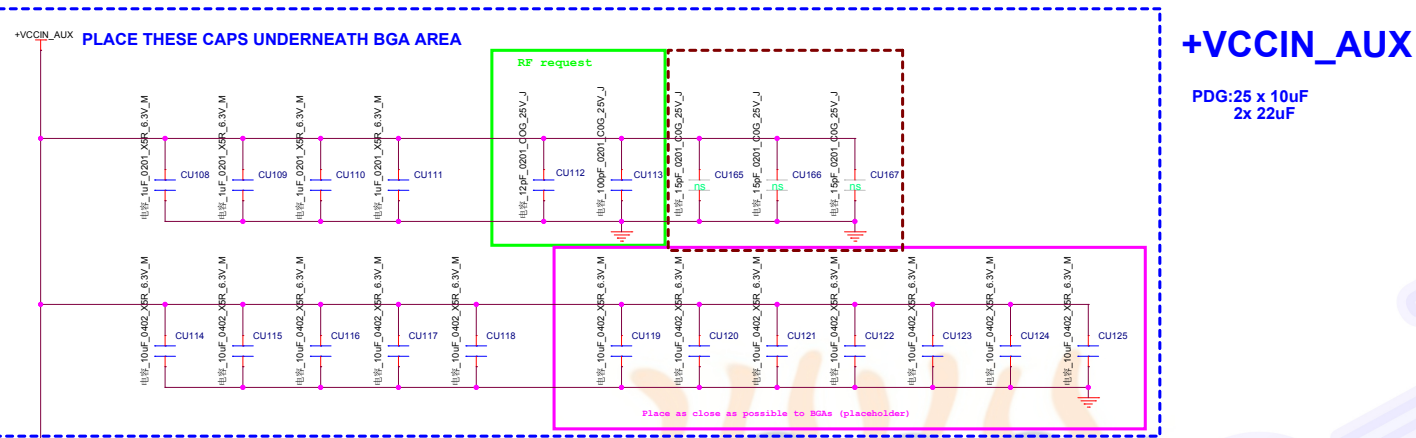 +VCCIN_AUX
PLACE THESE CAPS UNDERNEATH BGA AREA
+VCCIN_AUX
PDG:25 x 10uF
2x 22uF
RF request
电容_1uF_0201_X5R_6.3V_M
CU108
电容_1uF_0201_X5R_6.3V_M
CU109
电容_1uF_0201_X5R_6.3V_M
CU110
电容_1uF_0201_X5R_6.3V_M
CU111
电容_12pF_0201_COG_25V_J
CU112
电容_100pF_0201_C0G_25V_J
CU113
电容_15pF_0201_C0G_25V_J
CU165
ns
电容_15pF_0201_C0G_25V_J
CU166
ns
电容_15pF_0201_C0G_25V_J
CU167
ns
电容_10uF_0402_X5R_6.3V_M
CU114
电容_10uF_0402_X5R_6.3V_M
CU115
电容_10uF_0402_X5R_6.3V_M
CU116
电容_10uF_0402_X5R_6.3V_M
CU117
电容_10uF_0402_X5R_6.3V_M
CU118
电容_10uF_0402_X5R_6.3V_M
CU119
电容_10uF_0402_X5R_6.3V_M
CU120
电容_10uF_0402_X5R_6.3V_M
CU121
电容_10uF_0402_X5R_6.3V_M
CU122
电容_10uF_0402_X5R_6.3V_M
CU123
电容_10uF_0402_X5R_6.3V_M
CU124
电容_10uF_0402_X5R_6.3V_M
CU125
Place as close as possible to BGAs (placeholder)